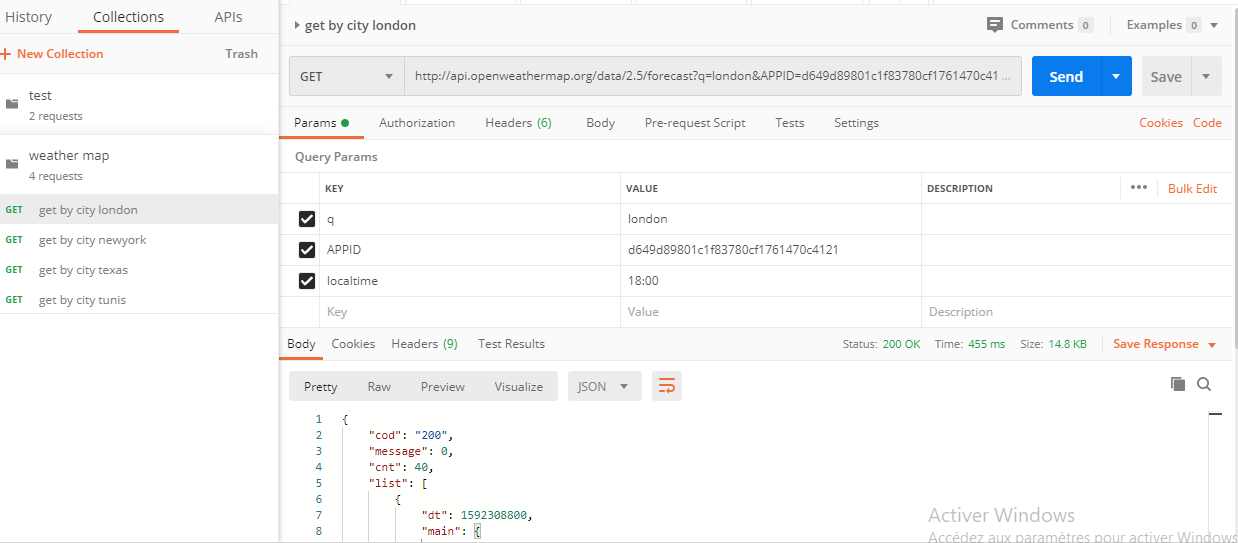 History Collections APIs
+ New Collection Trash
test
2 requests
weather map
4 requests
GET get by city london
GET get by city newyork
GET get by city texas
GET get by city tunis
get by city london Comments 0 Examples 0
GET http://api.openweathermap.org/data/2.5/forecast?q=london&APPID=d649d89801c1f83780cf1761470c41 ... Send Save
Params Authorization Headers (6) Body Pre-request Script Tests Settings Cookies Code
Query Params
KEY VALUE DESCRIPTION ••• Bulk Edit
q london
APPID d649d89801c1f83780cf1761470c4121
localtime 18:00
Key Value Description
Body Cookies Headers (9) Test Results Status: 200 OK Time: 455 ms Size: 14.8 KB Save Response
Pretty Raw Preview Visualize JSON
1 {
2 "cod": "200",
3 "message": 0,
4 "cnt": 40,
5 "list": [
6 {
7 "dt": 1592308800,
8 "main": {
Activer Windows
Accédez aux paramètres pour activer Windows